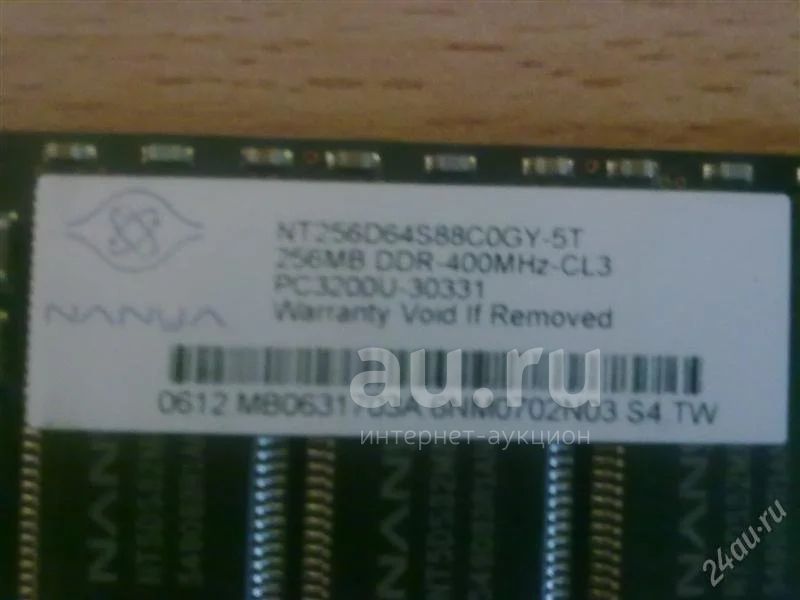 NANYA
NT256D64S88C0GY-5T
256MB DDR-400MHz-CL3
PC3200U-30331
Warranty Void If Removed
au.ru
интернет-аукцион
0612 S4 TW
NANYA
24au.ru